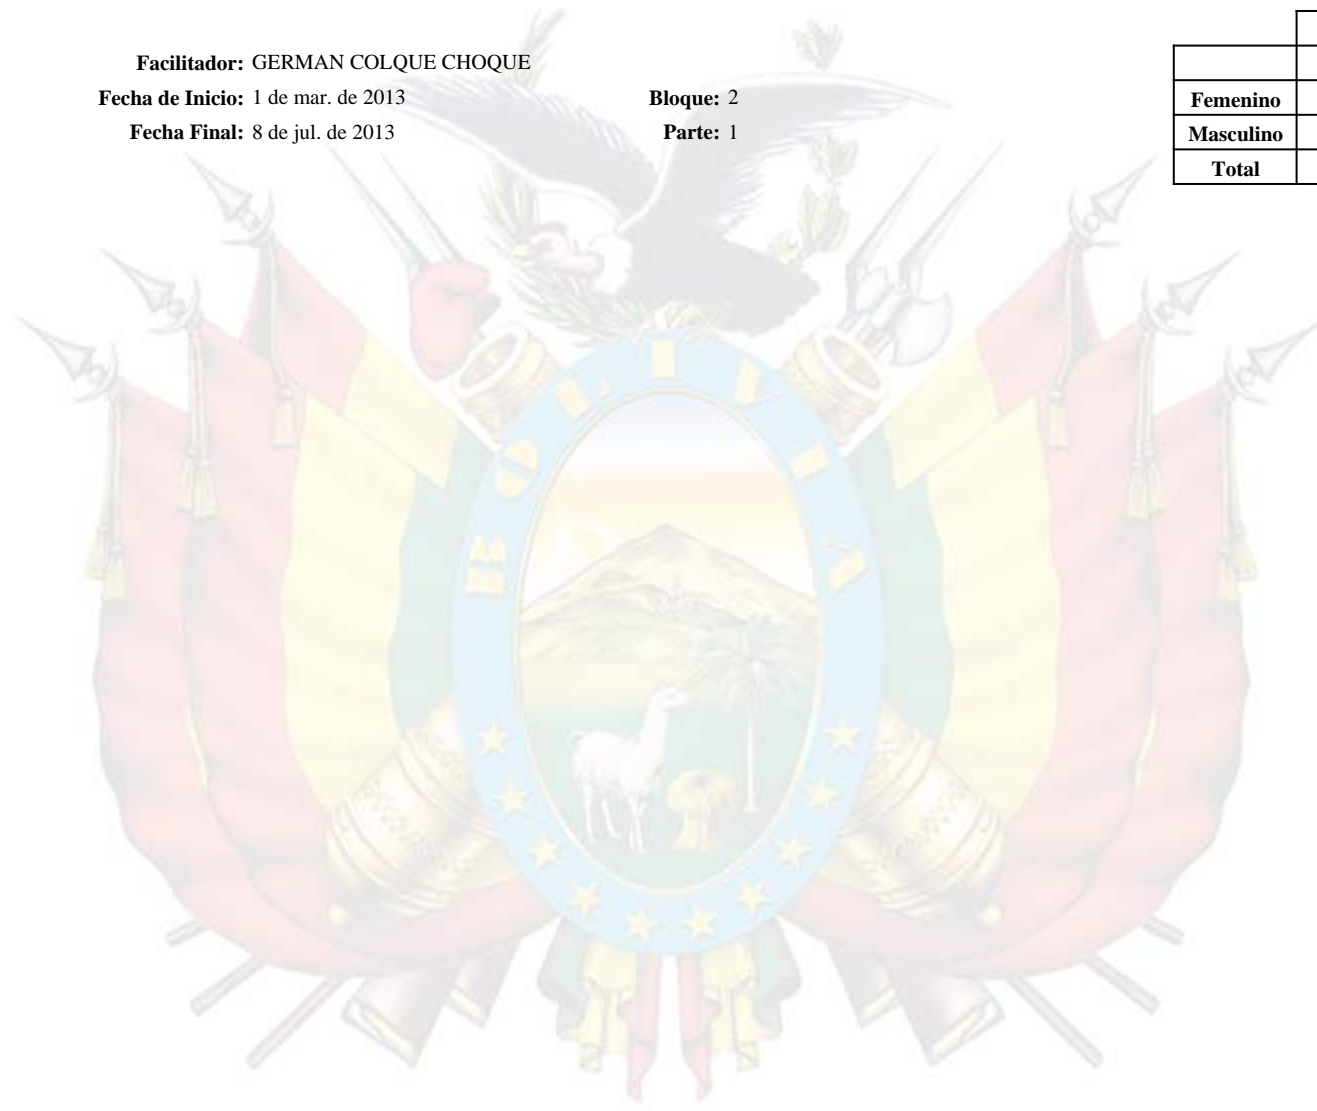 Facilitador: GERMAN COLQUE CHOQUE
Fecha de Inicio: 1 de mar. de 2013 Bloque: 2
Fecha Final: 8 de jul. de 2013 Parte: 1
Femenino
Masculino
Total
BOLIVIA